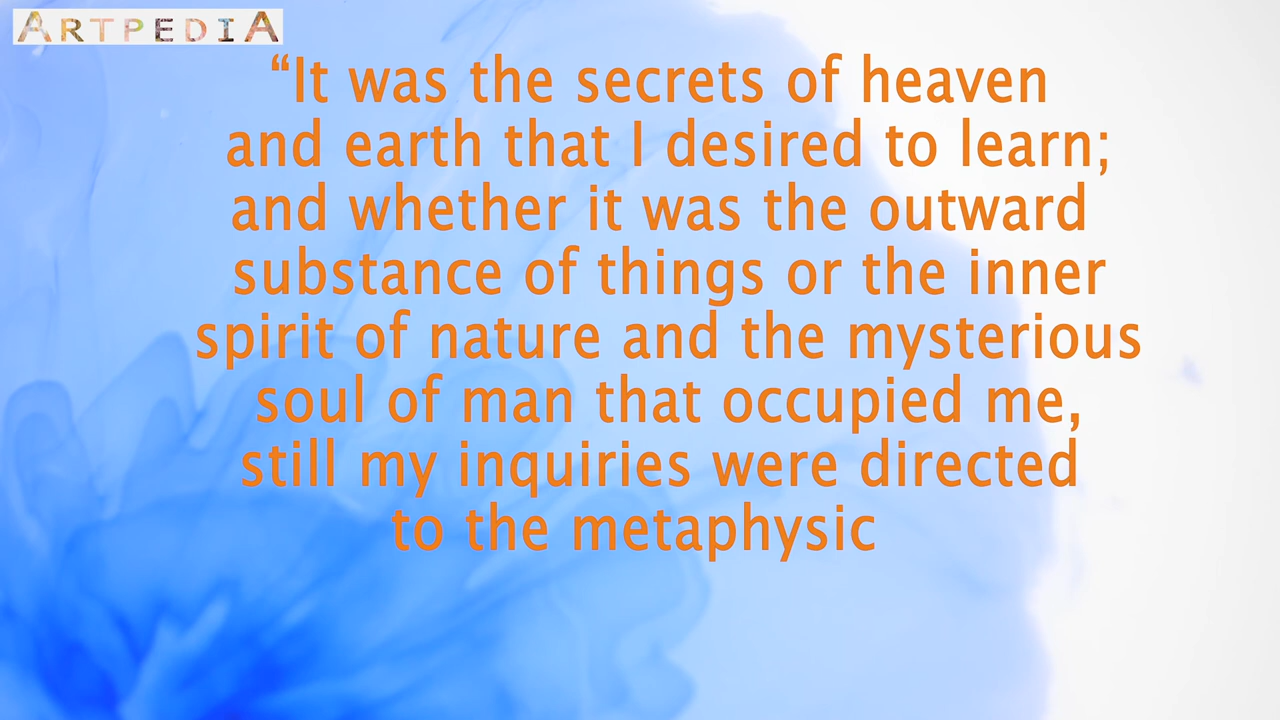 ARTPEDIA
“It was the secrets of heaven
and earth that I desired to learn;
and whether it was the outward
substance of things or the inner
spirit of nature and the mysterious
soul of man that occupied me,
still my inquiries were directed
to the metaphysic